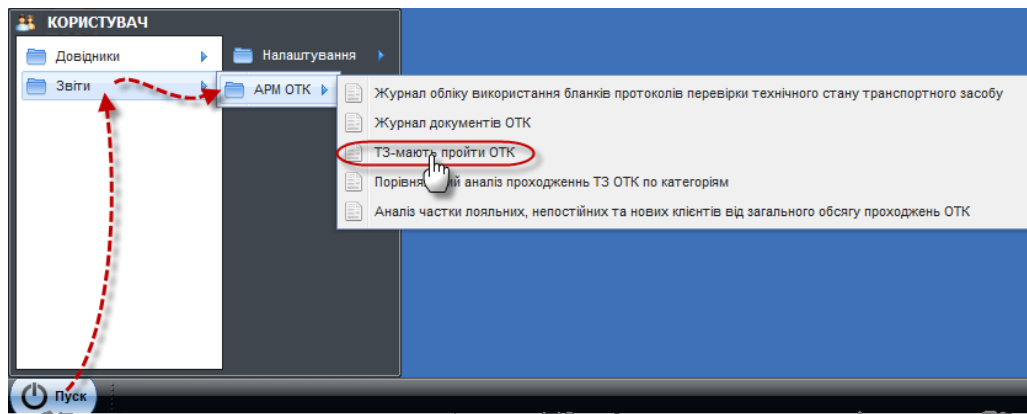 КОРИСТУВАЧ
Довідники
Налаштування
Звіти
АРМ ОТК
Журнал обліку використання бланків протоколів перевірки технічного стану транспортного засобу
Журнал документів ОТК
ТЗ-мають пройти ОТК
аналіз проходженнь ТЗ ОТК по категоріям
Аналіз частки лояльних, непостійних та нових клієнтів від загального обсягу проходжень ОТК
Пуск